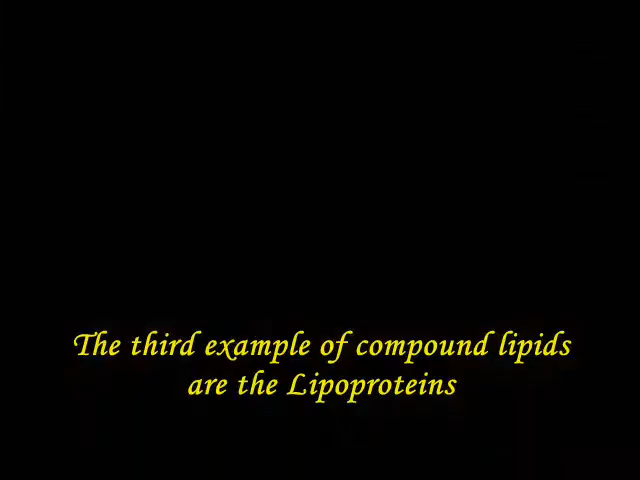 The third example of compound lipids
are the Lipoproteins